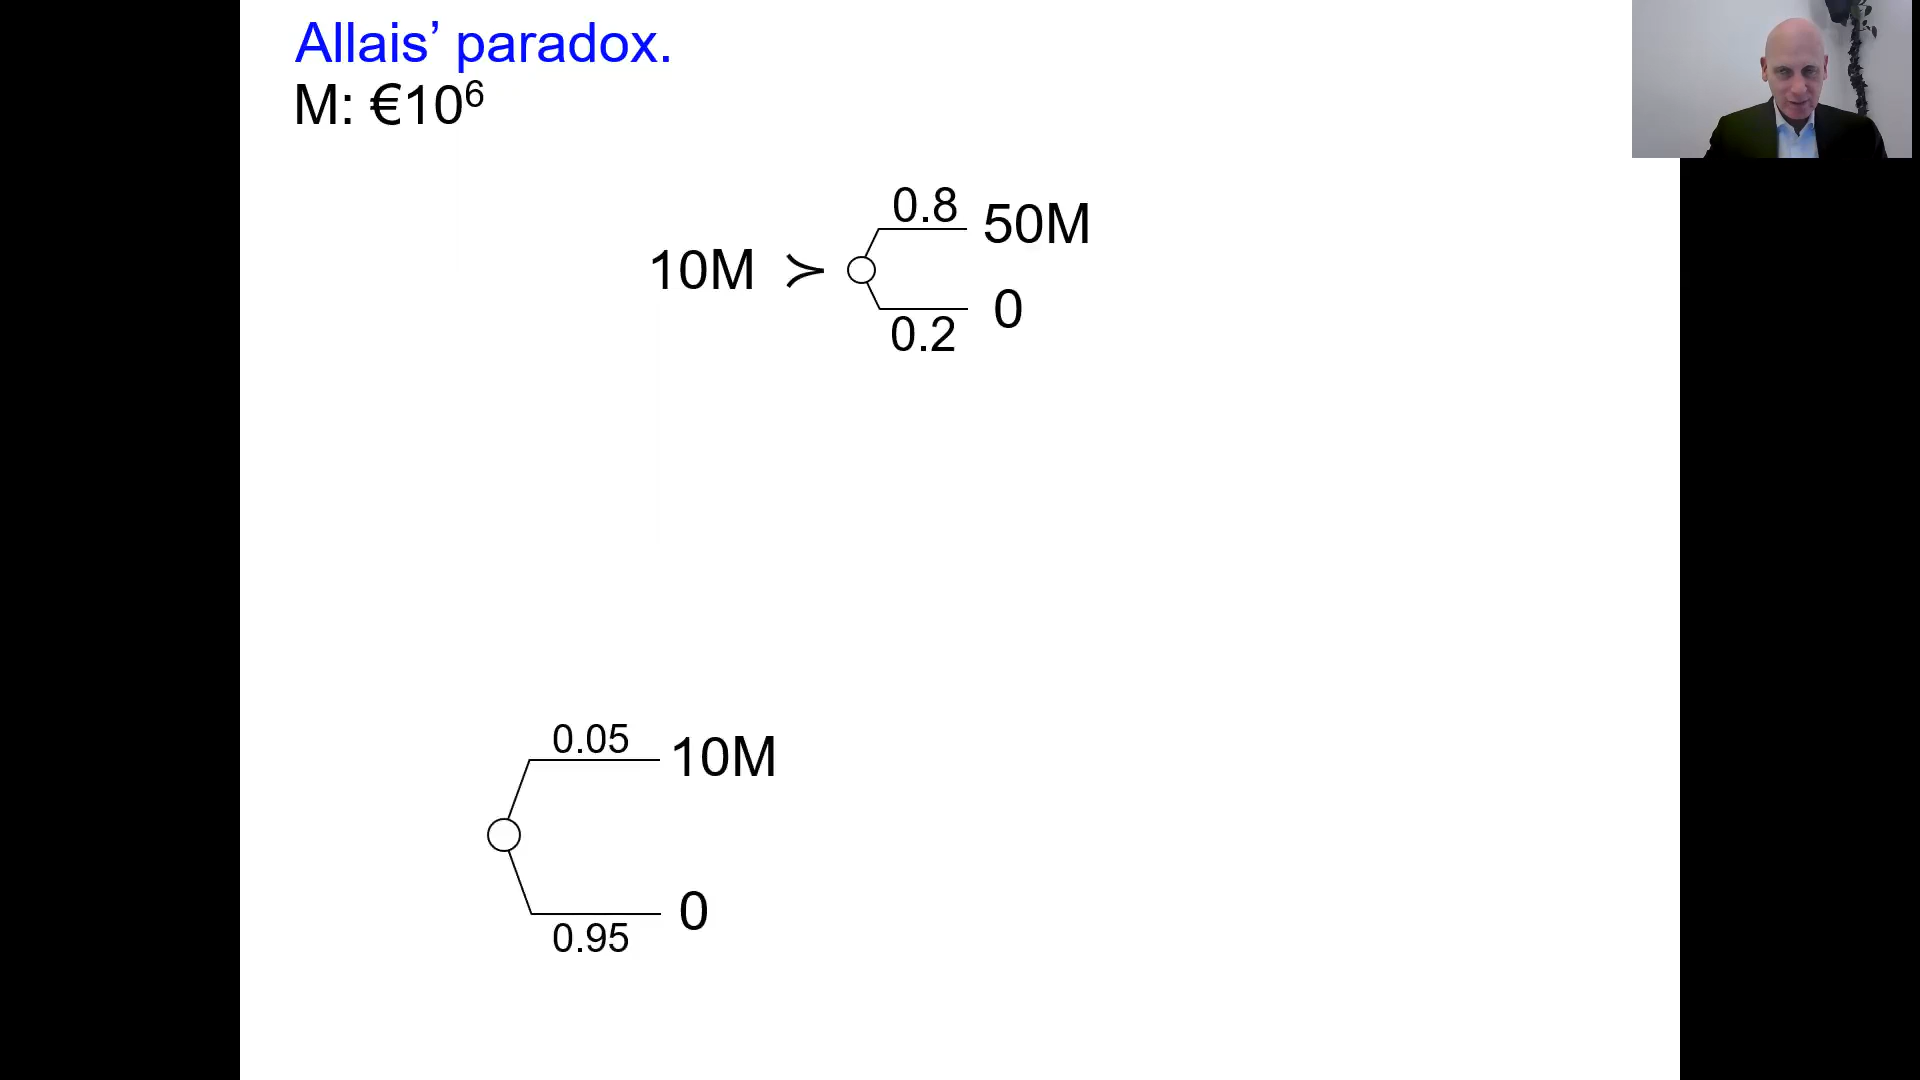 Allais’ paradox.
M: €10⁶
0.8 50M
10M ≻
0
0.2
0.05
10M
0
0.95